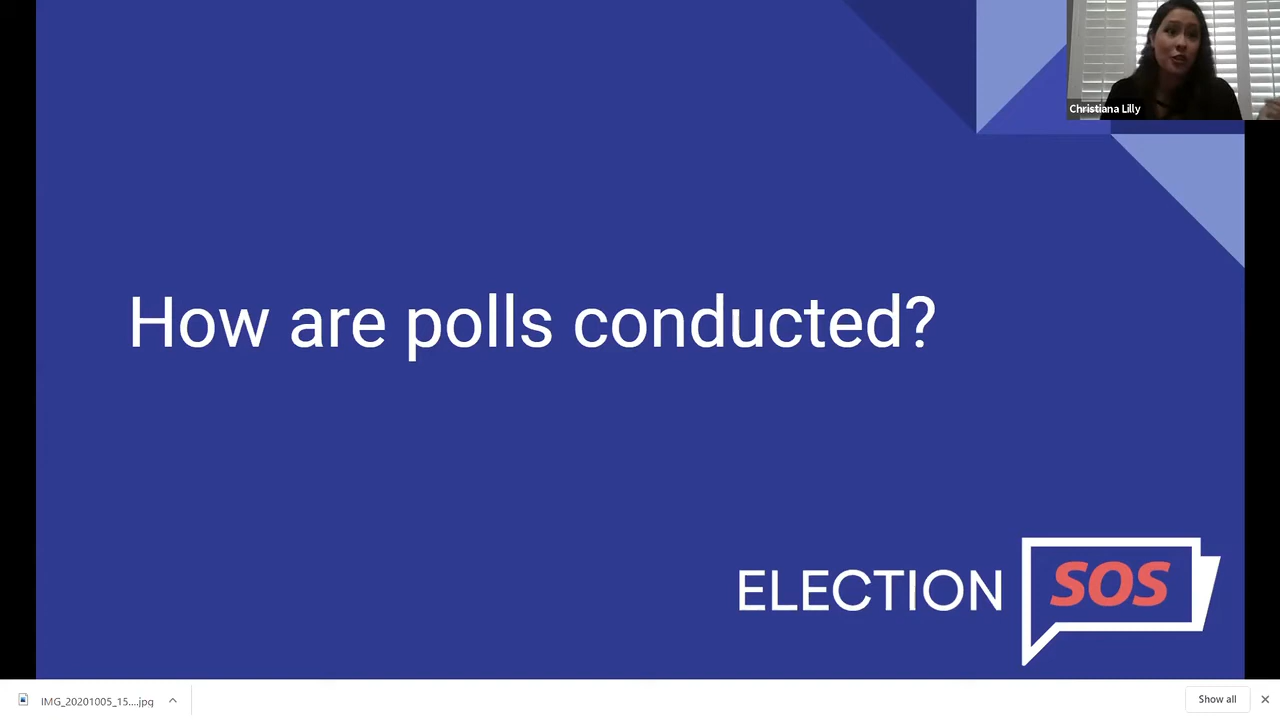 Christiana Lilly
How are polls conducted?
ELECTION SOS
IMG_20201005_15....jpg
Show all